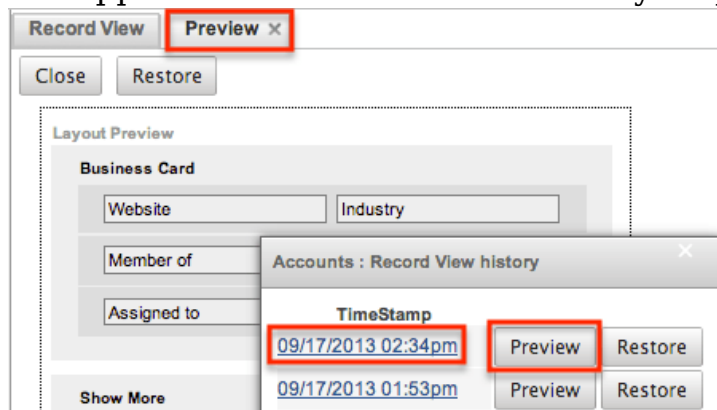 Record View Preview ×
Close Restore
Layout Preview
Business Card
Website Industry
Member of
Assigned to
Show More
Accounts : Record View history
TimeStamp
09/17/2013 02:34pm Preview Restore
09/17/2013 01:53pm Preview Restore